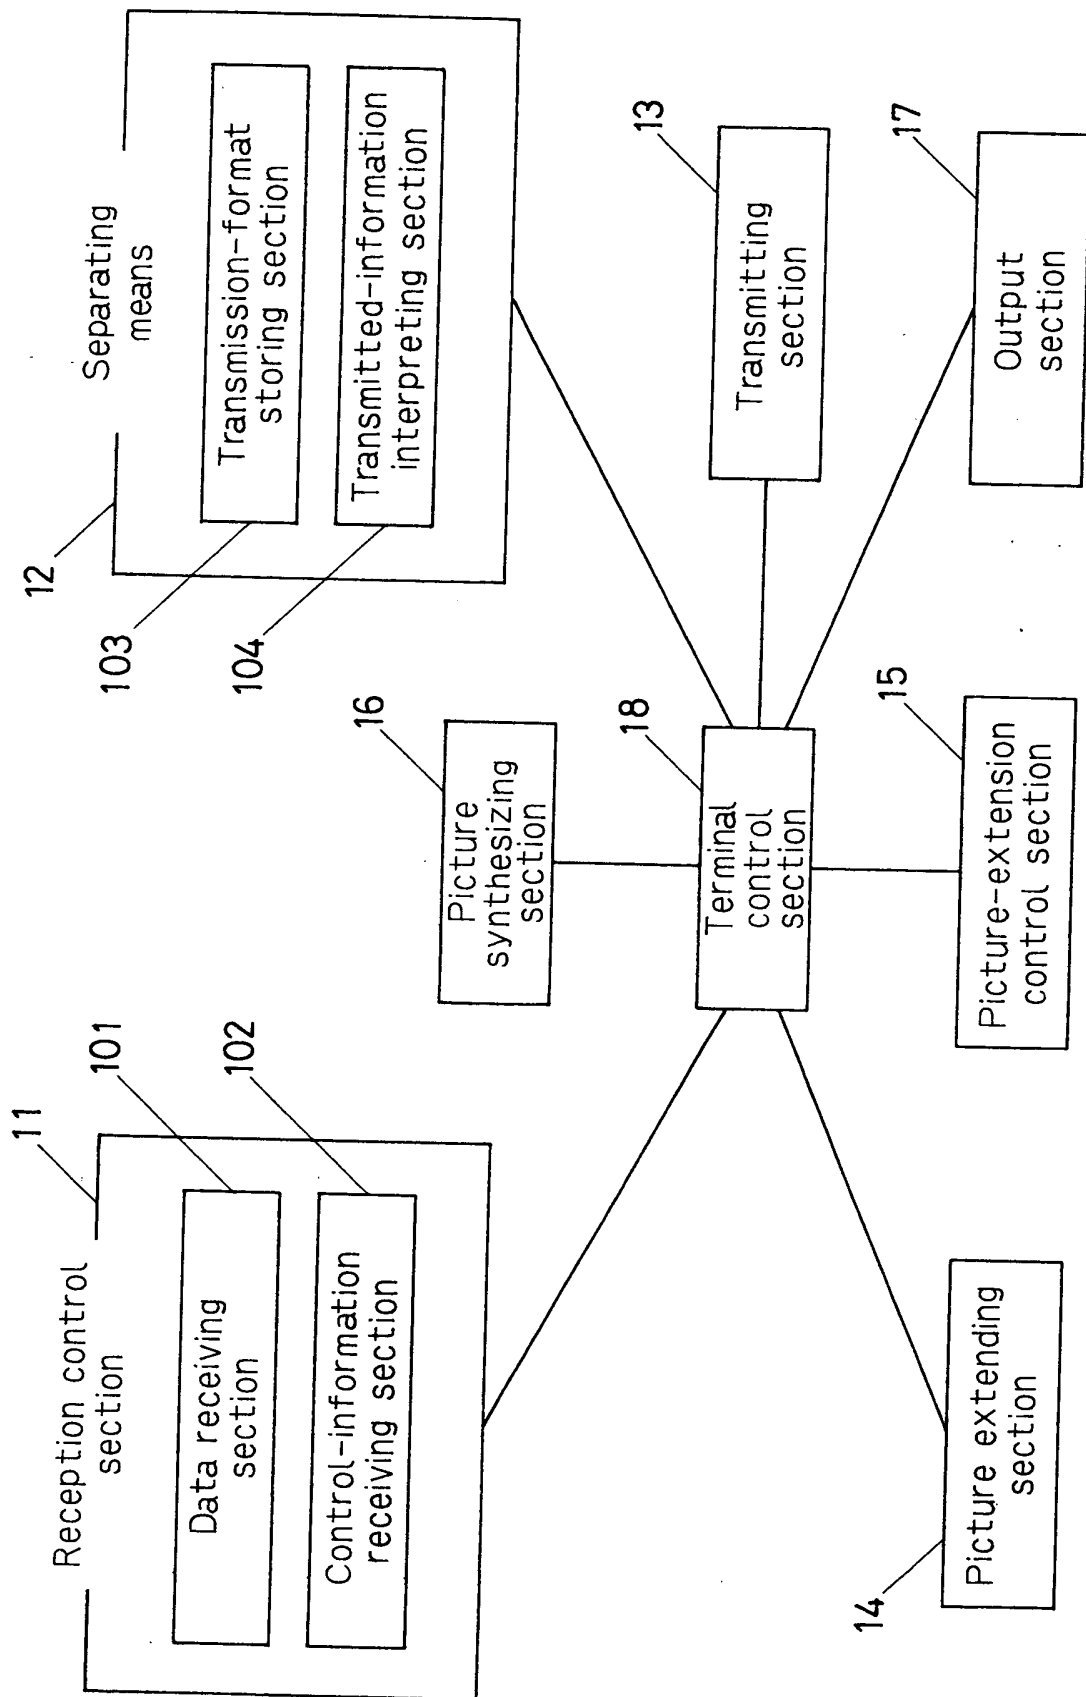 11
Reception control
section
101
Data receiving
section
102
Control-information
receiving section
12
Separating
means
103
Transmission-format
storing section
104
Transmitted-information
interpreting section
16
Picture
synthesizing
section
18
Terminal
control
section
13
Transmitting
section
14
Picture extending
section
15
Picture-extension
control section
17
Output
section